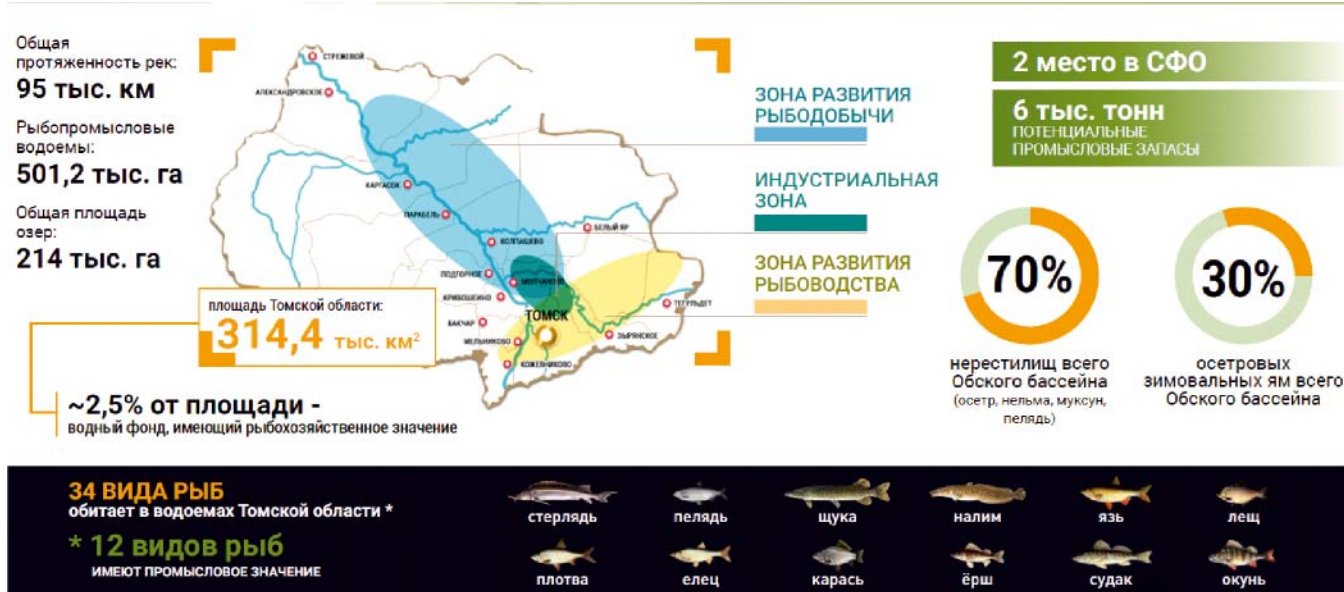 Общая
протяженность рек:
95 тыс. км
Рыбопромысловые
водоемы:
501,2 тыс. га
Общая площадь
озер:
214 тыс. га
СТРЕЖЕВОЙ
АЛЕКСАНДРОВСКОЕ
КАРГАСОК
ПАРАБЕЛЬ
КОЛПАШЕВО
БЕЛЫЙ ЯР
ПОДГОРНОЕ
МОЛЧАНОВО
КРИВОШЕИНО
ТЕГУЛЬДЕТ
ТОМСК
БАКЧАР
МЕЛЬНИКОВО
ЗЫРЯНСКОЕ
КОЖЕВНИКОВО
площадь Томской области:
314,4 тыс. км²
~2,5% от площади -
водный фонд, имеющий рыбохозяйственное значение
ЗОНА РАЗВИТИЯ
РЫБОДОБЫЧИ
ИНДУСТРИАЛЬНАЯ
ЗОНА
ЗОНА РАЗВИТИЯ
РЫБОВОДСТВА
2 место в СФО
6 тыс. тонн
ПОТЕНЦИАЛЬНЫЕ
ПРОМЫСЛОВЫЕ ЗАПАСЫ
70%
нерестилищ всего
Обского бассейна
(осетр, нельма, муксун,
пелядь)
30%
осетровых
зимовальных ям всего
Обского бассейна
34 ВИДА РЫБ
обитает в водоемах Томской области *
* 12 видов рыб
ИМЕЮТ ПРОМЫСЛОВОЕ ЗНАЧЕНИЕ
стерлядь пелядь щука налим язь лещ
плотва елец карась ёрш судак окунь